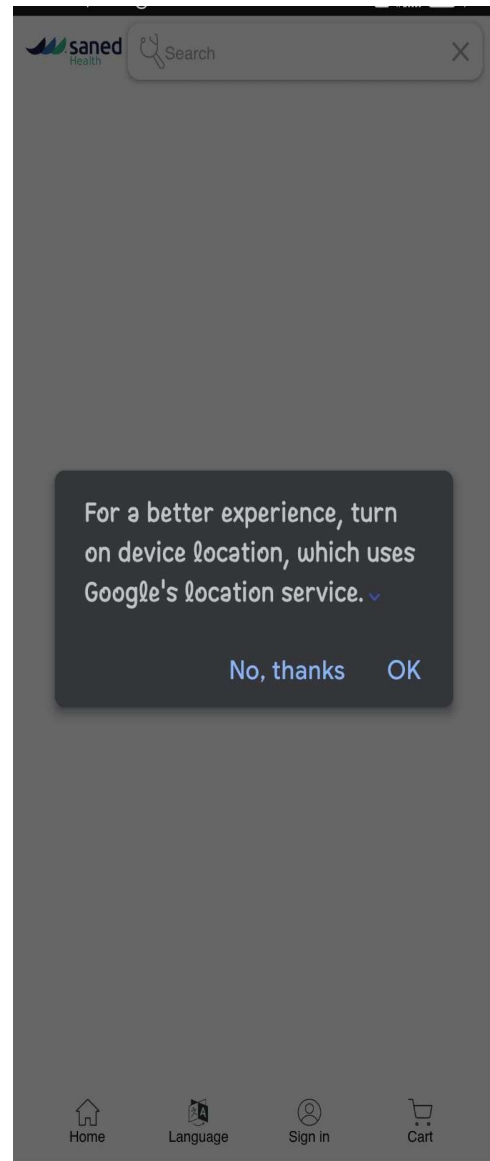 saned
Health
Search
For a better experience, turn
on device location, which uses
Google's location service.
No, thanks OK
Home Language Sign in Cart